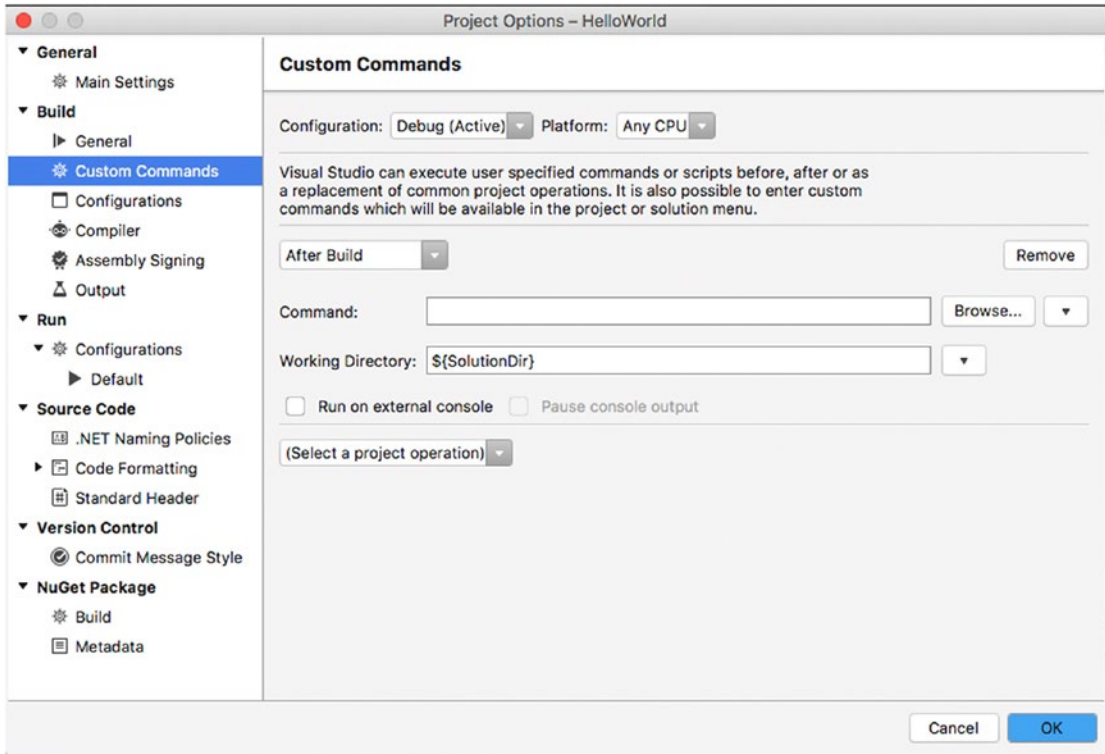 Project Options – HelloWorld
General
Main Settings
Build
General
Custom Commands
Configurations
Compiler
Assembly Signing
Output
Run
Configurations
Default
Source Code
.NET Naming Policies
Code Formatting
Standard Header
Version Control
Commit Message Style
NuGet Package
Build
Metadata
Custom Commands
Configuration: Debug (Active) Platform: Any CPU
Visual Studio can execute user specified commands or scripts before, after or as
a replacement of common project operations. It is also possible to enter custom
commands which will be available in the project or solution menu.
After Build Remove
Command: Browse...
Working Directory: ${SolutionDir}
Run on external console Pause console output
(Select a project operation)
Cancel OK